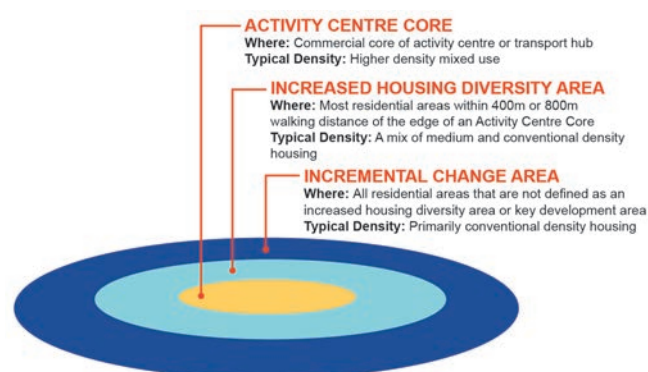 ACTIVITY CENTRE CORE
Where: Commercial core of activity centre or transport hub
Typical Density: Higher density mixed use
INCREASED HOUSING DIVERSITY AREA
Where: Most residential areas within 400m or 800m
walking distance of the edge of an Activity Centre Core
Typical Density: A mix of medium and conventional density
housing
INCREMENTAL CHANGE AREA
Where: All residential areas that are not defined as an
increased housing diversity area or key development area
Typical Density: Primarily conventional density housing